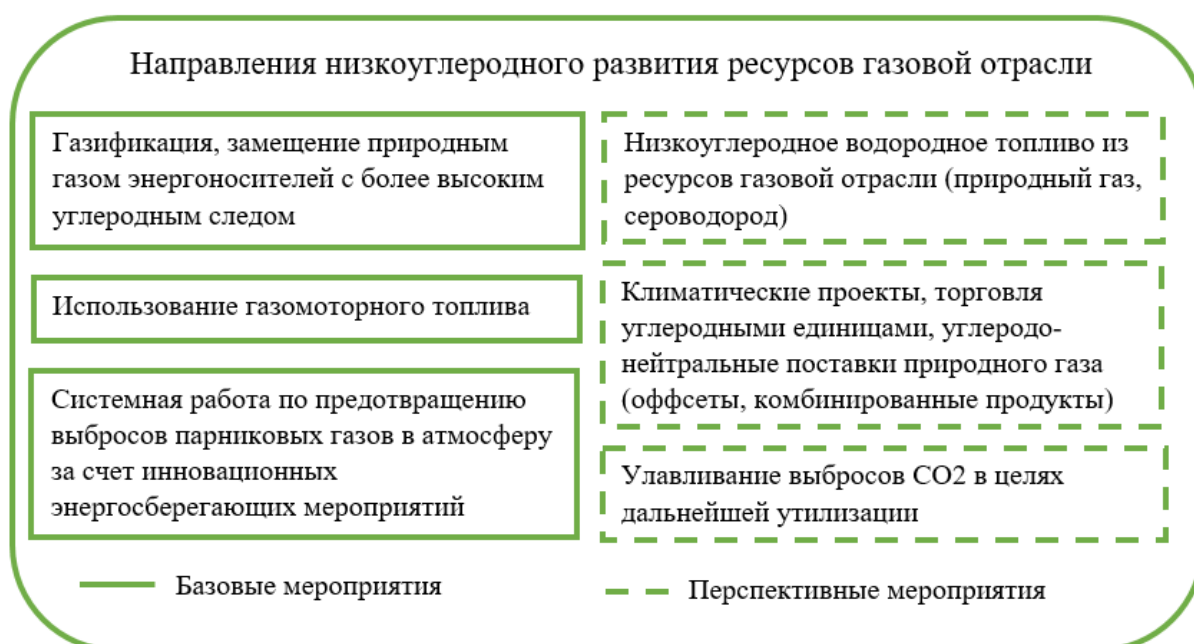 Направления низкоуглеродного развития ресурсов газовой отрасли
Газификация, замещение природным
газом энергоносителей с более высоким
углеродным следом
Использование газомоторного топлива
Системная работа по предотвращению
выбросов парниковых газов в атмосферу
за счет инновационных
энергосберегающих мероприятий
Низкоуглеродное водородное топливо из
ресурсов газовой отрасли (природный газ,
сероводород)
Климатические проекты, торговля
углеродными единицами, углеродо-
нейтральные поставки природного газа
(оффсеты, комбинированные продукты)
Улавливание выбросов СО2 в целях
дальнейшей утилизации
Базовые мероприятия
Перспективные мероприятия